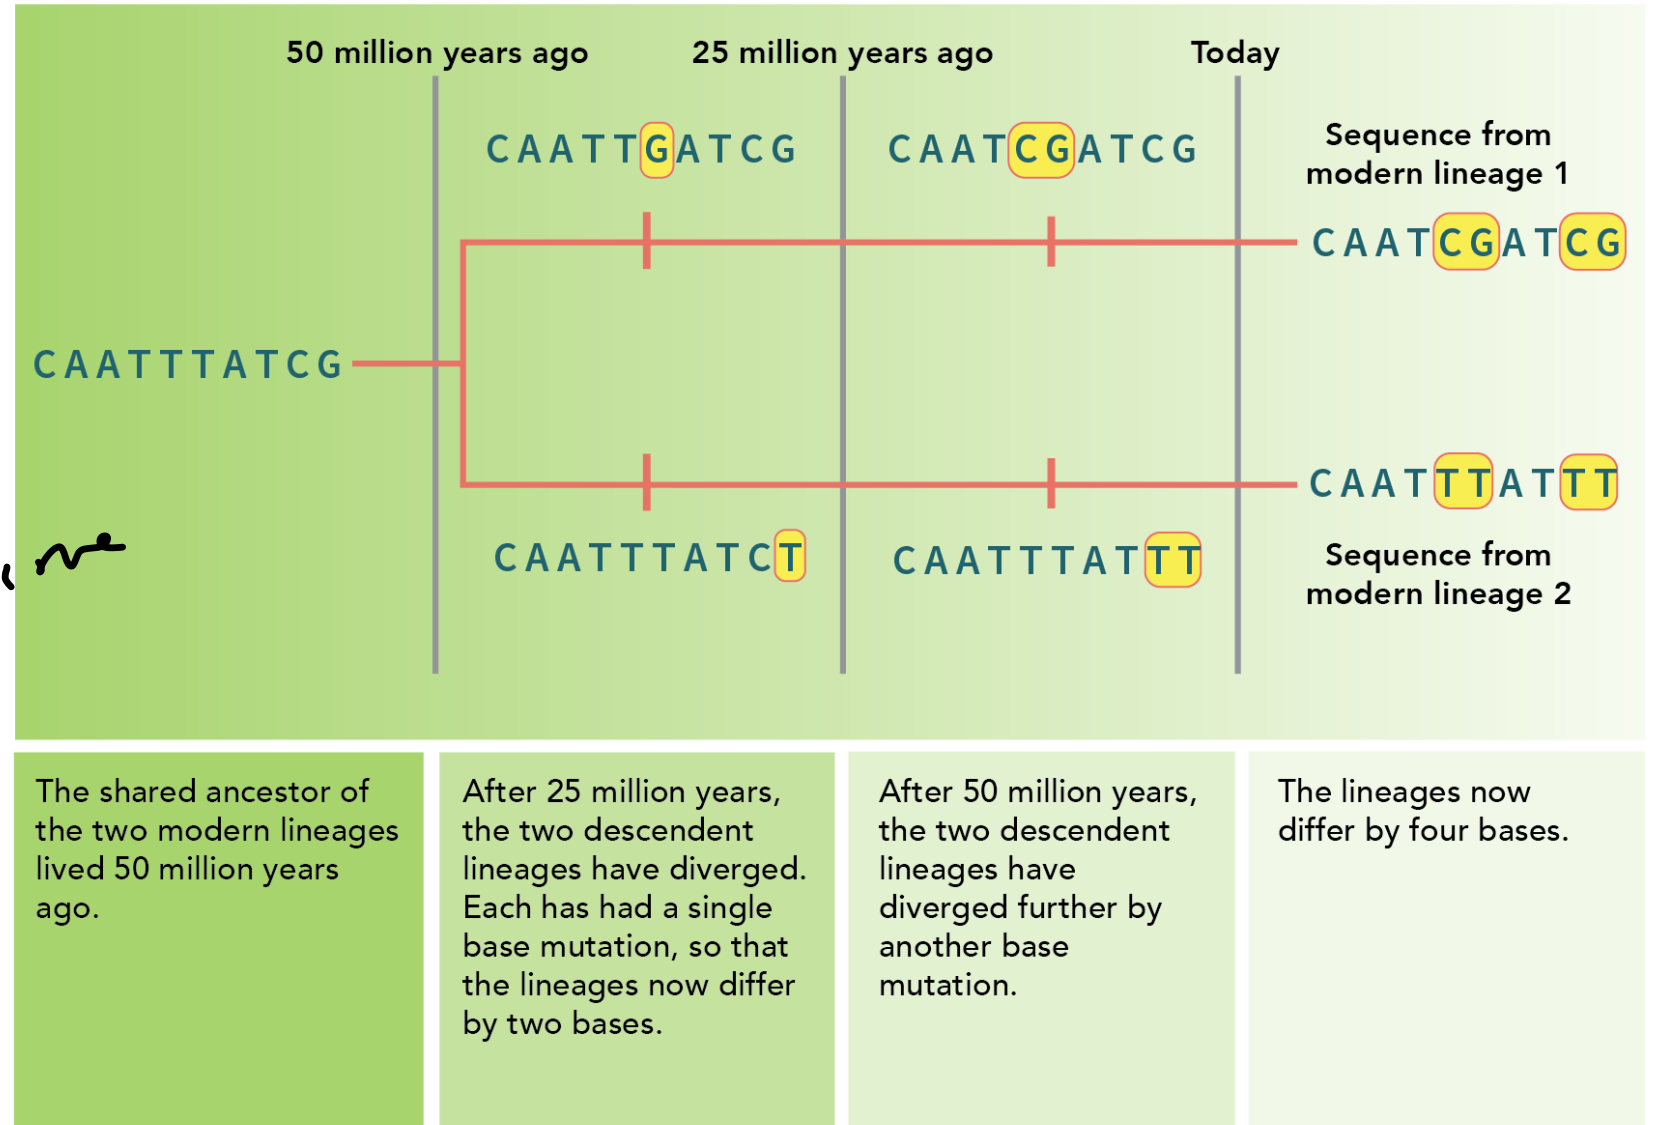 50 million years ago
25 million years ago
Today
CAATTGATCG
CAATCGATCG
Sequence from
modern lineage 1
CAATCGATCG
CAATTTATCG
CAATTTATTT
CAATTTATCT
CAATTTATTT
Sequence from
modern lineage 2
The shared ancestor of
the two modern lineages
lived 50 million years
ago.
After 25 million years,
the two descendent
lineages have diverged.
Each has had a single
base mutation, so that
the lineages now differ
by two bases.
After 50 million years,
the two descendent
lineages have
diverged further by
another base
mutation.
The lineages now
differ by four bases.